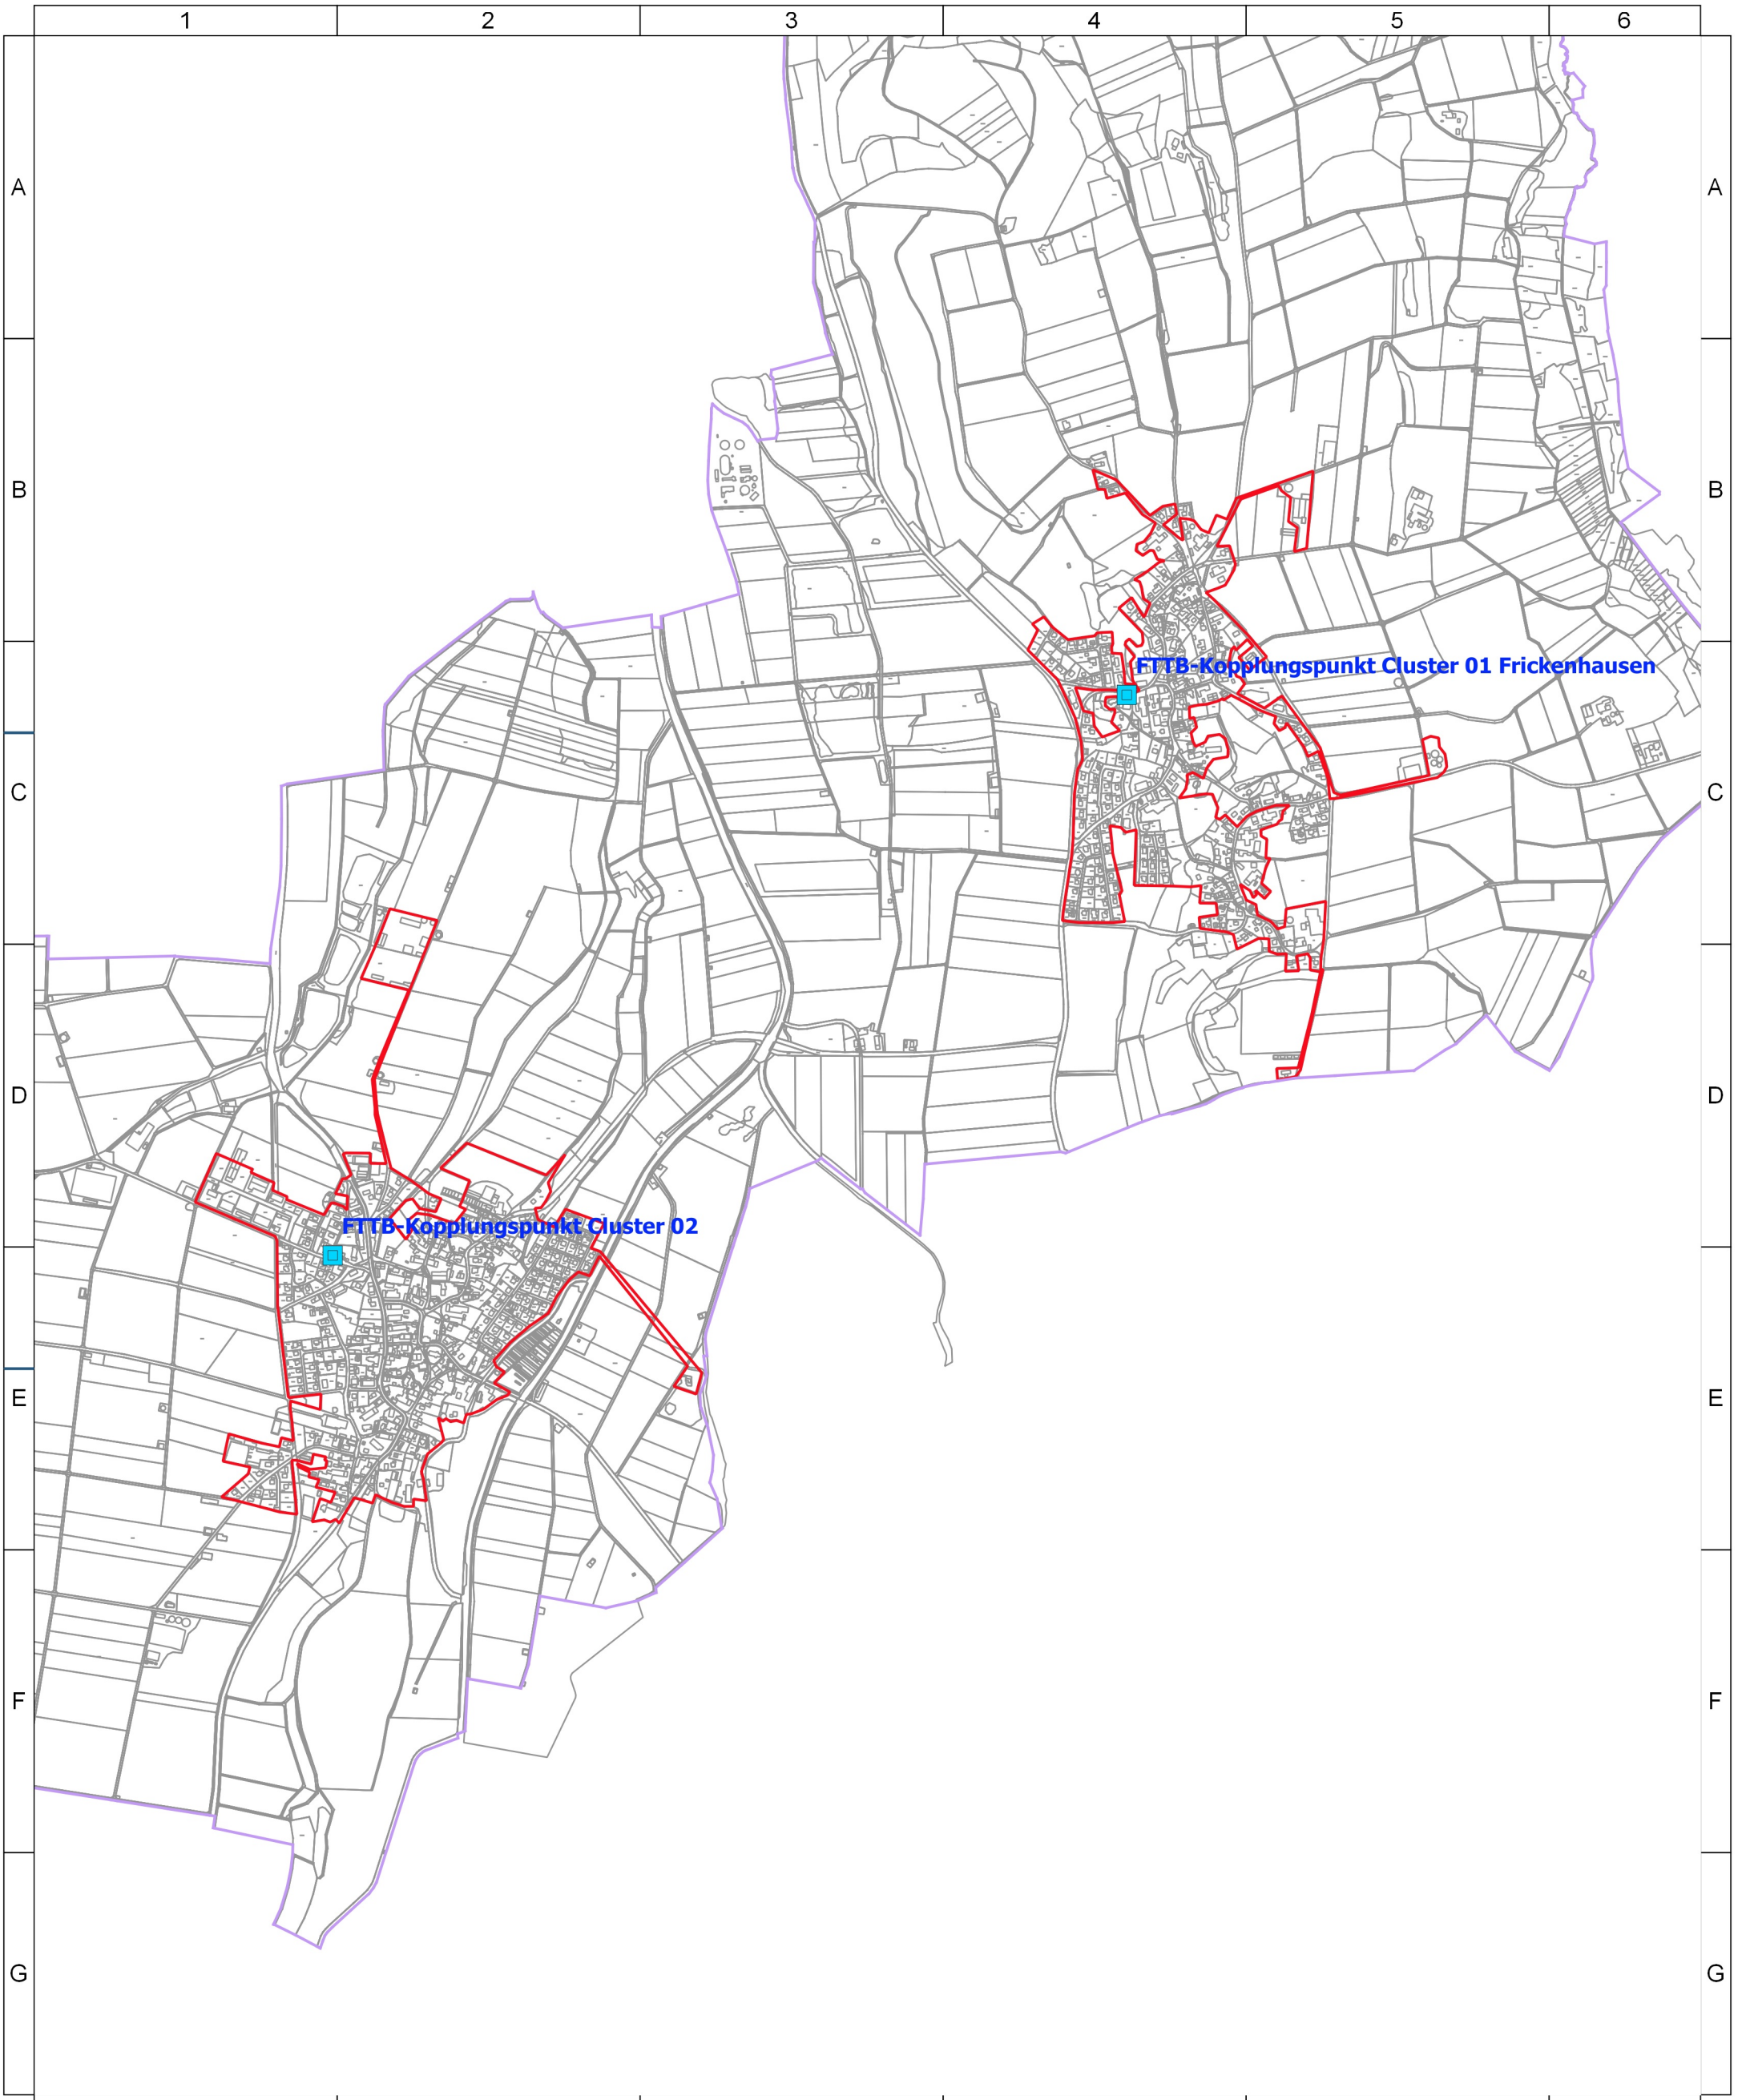 1 2 3 4 5 6
A A
B B
FTTB-Kopplungspunkt Cluster 01 Frickenhausen
C C
D D
FTTB-Kopplungspunkt Cluster 02
E E
F F
G G